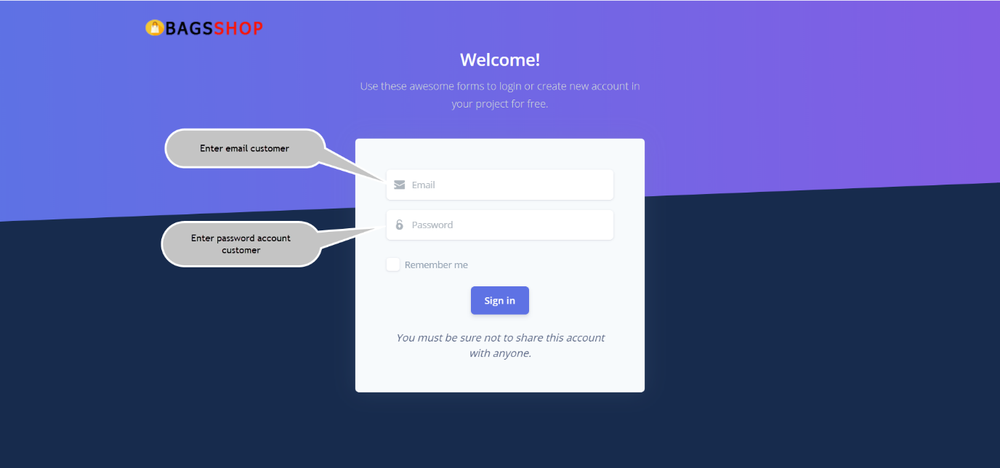 BAGSSHOP
Welcome!
Use these awesome forms to login or create new account in
your project for free.
Enter email customer
Email
Enter password account
customer
Password
Remember me
Sign in
You must be sure not to share this account
with anyone.